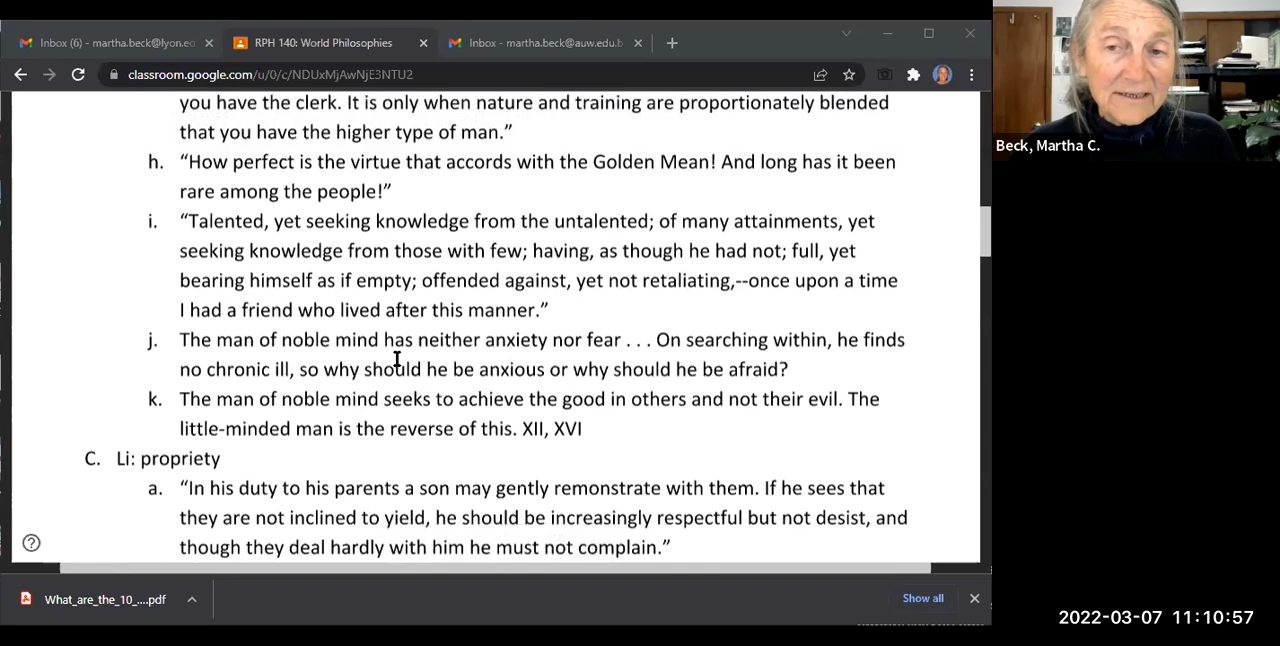 Inbox (6) - martha.beck@lyon.eo
RPH 140: World Philosophies
Inbox - martha.beck@auw.edu.b
classroom.google.com/u/0/c/NDUxMjAwNjE3NTU2
you have the clerk. It is only when nature and training are proportionately blended
that you have the higher type of man.”
h. “How perfect is the virtue that accords with the Golden Mean! And long has it been
rare among the people!”
i. “Talented, yet seeking knowledge from the untalented; of many attainments, yet
seeking knowledge from those with few; having, as though he had not; full, yet
bearing himself as if empty; offended against, yet not retaliating,--once upon a time
I had a friend who lived after this manner.”
j. The man of noble mind has neither anxiety nor fear . . . On searching within, he finds
no chronic ill, so why should he be anxious or why should he be afraid?
k. The man of noble mind seeks to achieve the good in others and not their evil. The
little-minded man is the reverse of this. XII, XVI
C. Li: propriety
a. “In his duty to his parents a son may gently remonstrate with them. If he sees that
they are not inclined to yield, he should be increasingly respectful but not desist, and
though they deal hardly with him he must not complain.”
What_are_the_10_....pdf
Show all
Beck, Martha C.
2022-03-07 11:10:57